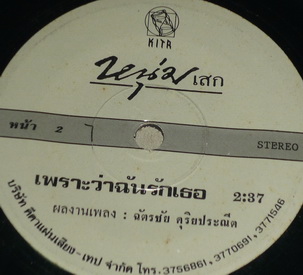 KITA
หนุ่มเสก
หน้า 2
STEREO
เพราะว่าฉันรักเธอ 2:37
ผลงานเพลง : ฉัตรชัย ดุริยประณีต
บริษัท คีตาแผ่นเสียง - เทป จำกัด โทร. 3756861, 3770691, 3771546